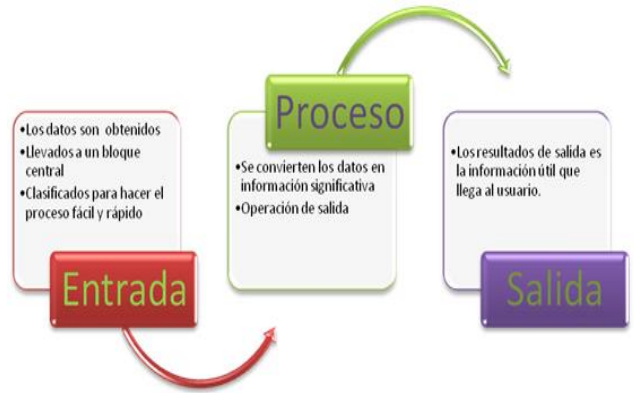 •Los datos son obtenidos
•Llevados a un bloque
central
•Clasificados para hacer el
proceso fácil y rápido
Entrada
Proceso
•Se convierten los datos en
información significativa
•Operación de salida
•Los resultados de salida es
la información útil que
llega al usuario.
Salida